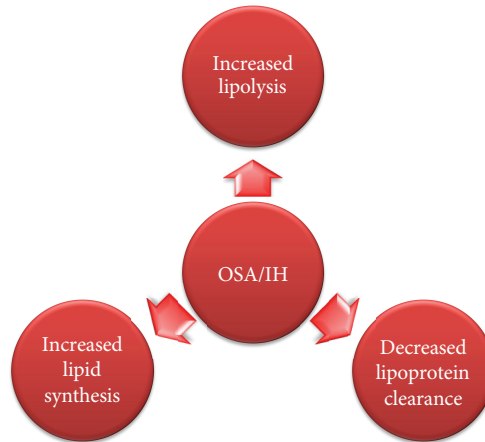 Increased
lipolysis
OSA/IH
Increased
lipid
synthesis
Decreased
lipoprotein
clearance